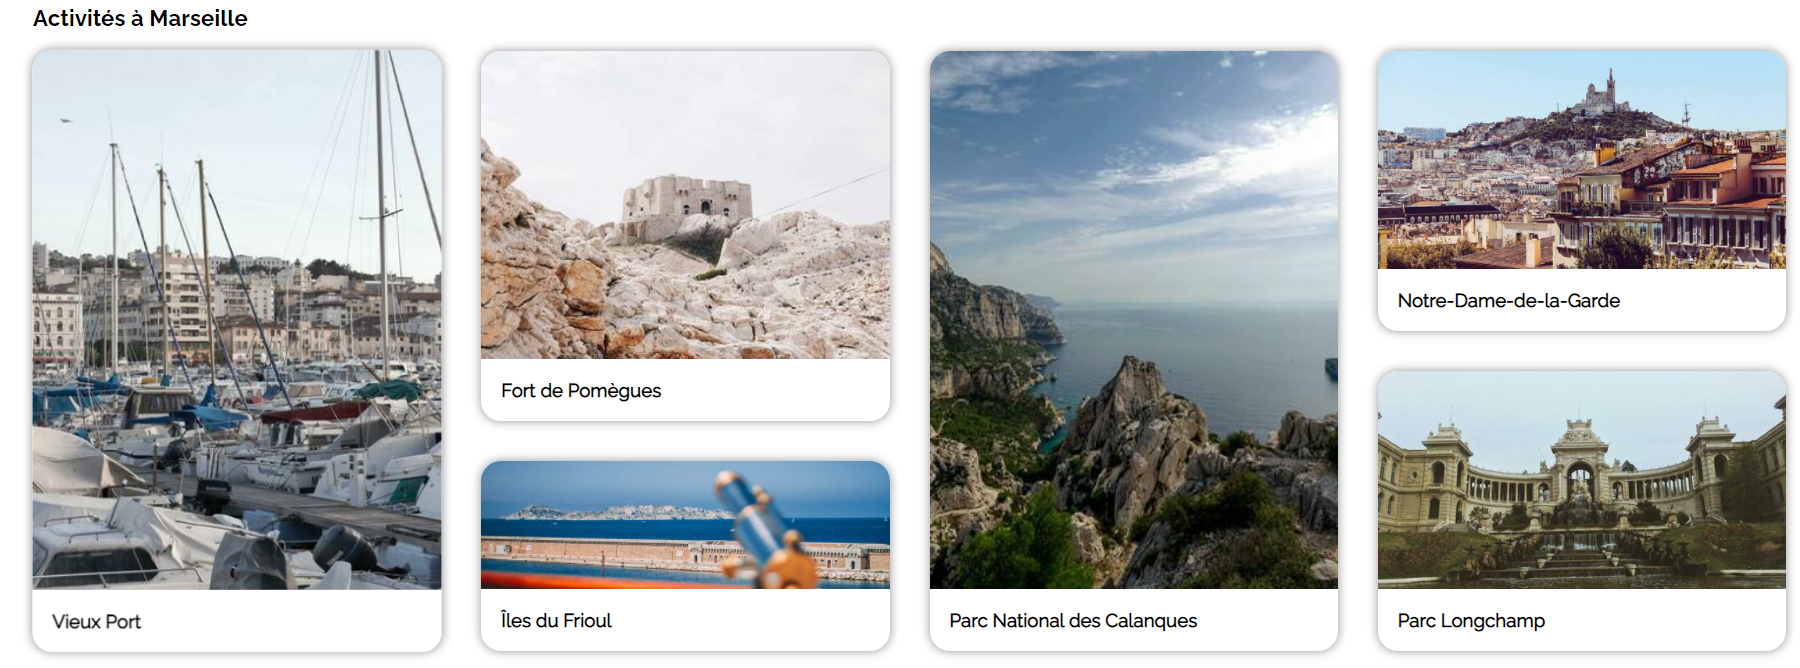 Activités à Marseille
Vieux Port
Fort de Pomègues
Îles du Frioul
Parc National des Calanques
Notre-Dame-de-la-Garde
Parc Longchamp